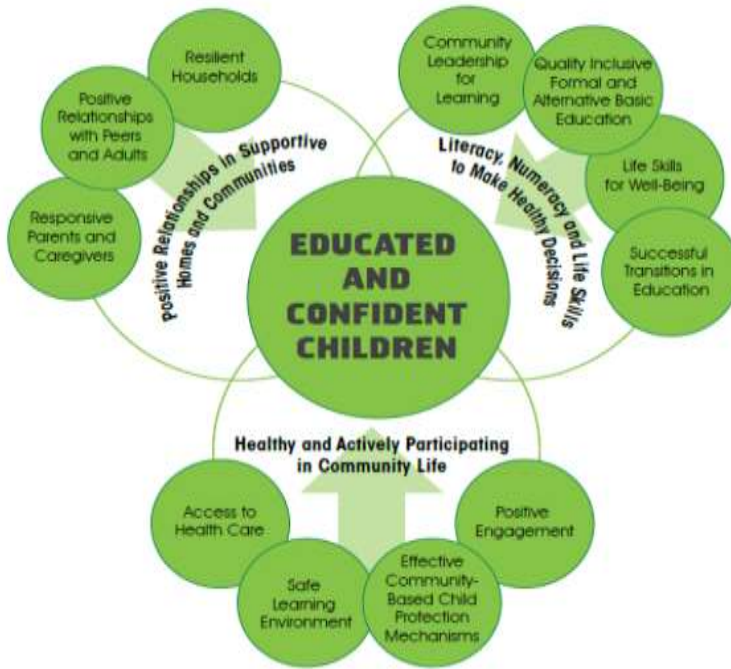 Resilient
Households
Positive
Relationships
with Peers
and Adults
Responsive
Parents and
Caregivers
Positive Relationships in Supportive
Homes and Communities
Community
Leadership
for
Learning
Quality Inclusive
Formal and
Alternative Basic
Education
Life Skills
for Well-Being
Successful
Transitions in
Education
Literacy, Numeracy and Life Skills
to Make Healthy Decisions
EDUCATED
AND
CONFIDENT
CHILDREN
Healthy and Actively Participating
in Community Life
Access to
Health Care
Safe
Learning
Environment
Effective
Community-
Based Child
Protection
Mechanisms
Positive
Engagement